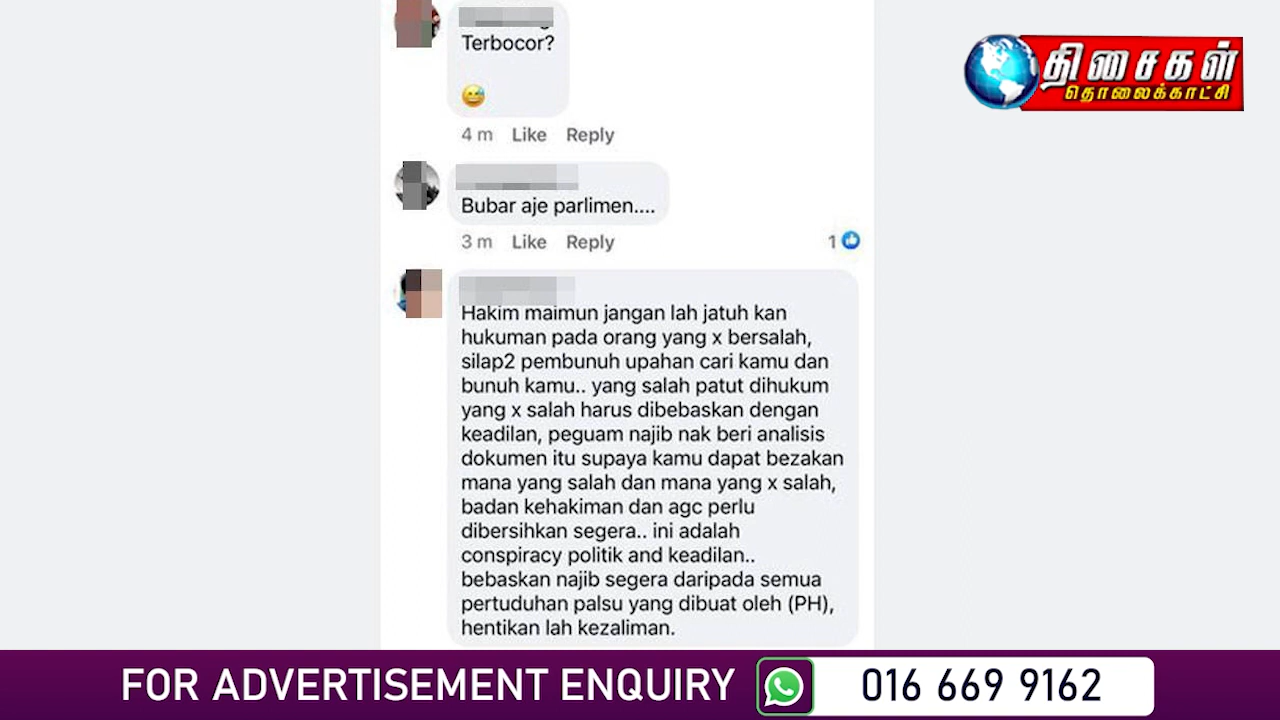 Terbocor?
4 m Like Reply
Bubar aje parlimen....
3 m Like Reply 1
Hakim maimun jangan lah jatuh kan
hukuman pada orang yang x bersalah,
silap2 pembunuh upahan cari kamu dan
bunuh kamu.. yang salah patut dihukum
yang x salah harus dibebaskan dengan
keadilan, peguam najib nak beri analisis
dokumen itu supaya kamu dapat bezakan
mana yang salah dan mana yang x salah,
badan kehakiman dan agc perlu
dibersihkan segera.. ini adalah
conspiracy politik and keadilan..
bebaskan najib segera daripada semua
pertuduhan palsu yang dibuat oleh (PH),
hentikan lah kezaliman.
திசைகள்
தொலைக்காட்சி
FOR ADVERTISEMENT ENQUIRY 016 669 9162